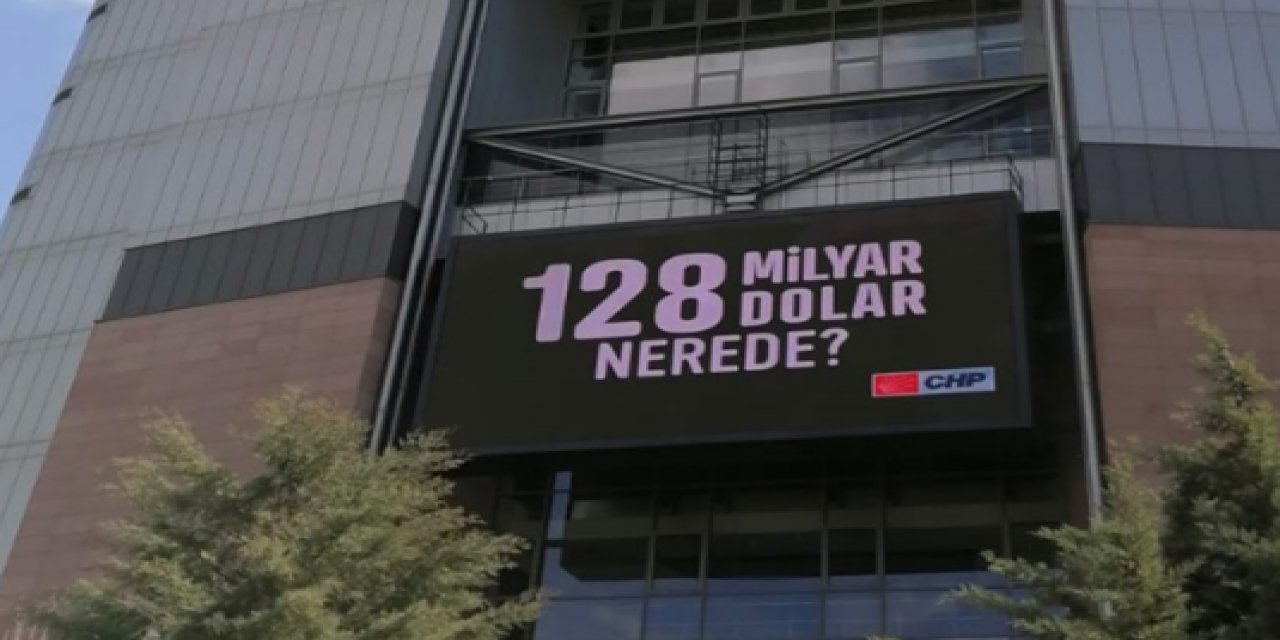 128 MİLYAR
DOLAR
NEREDE?
CHP